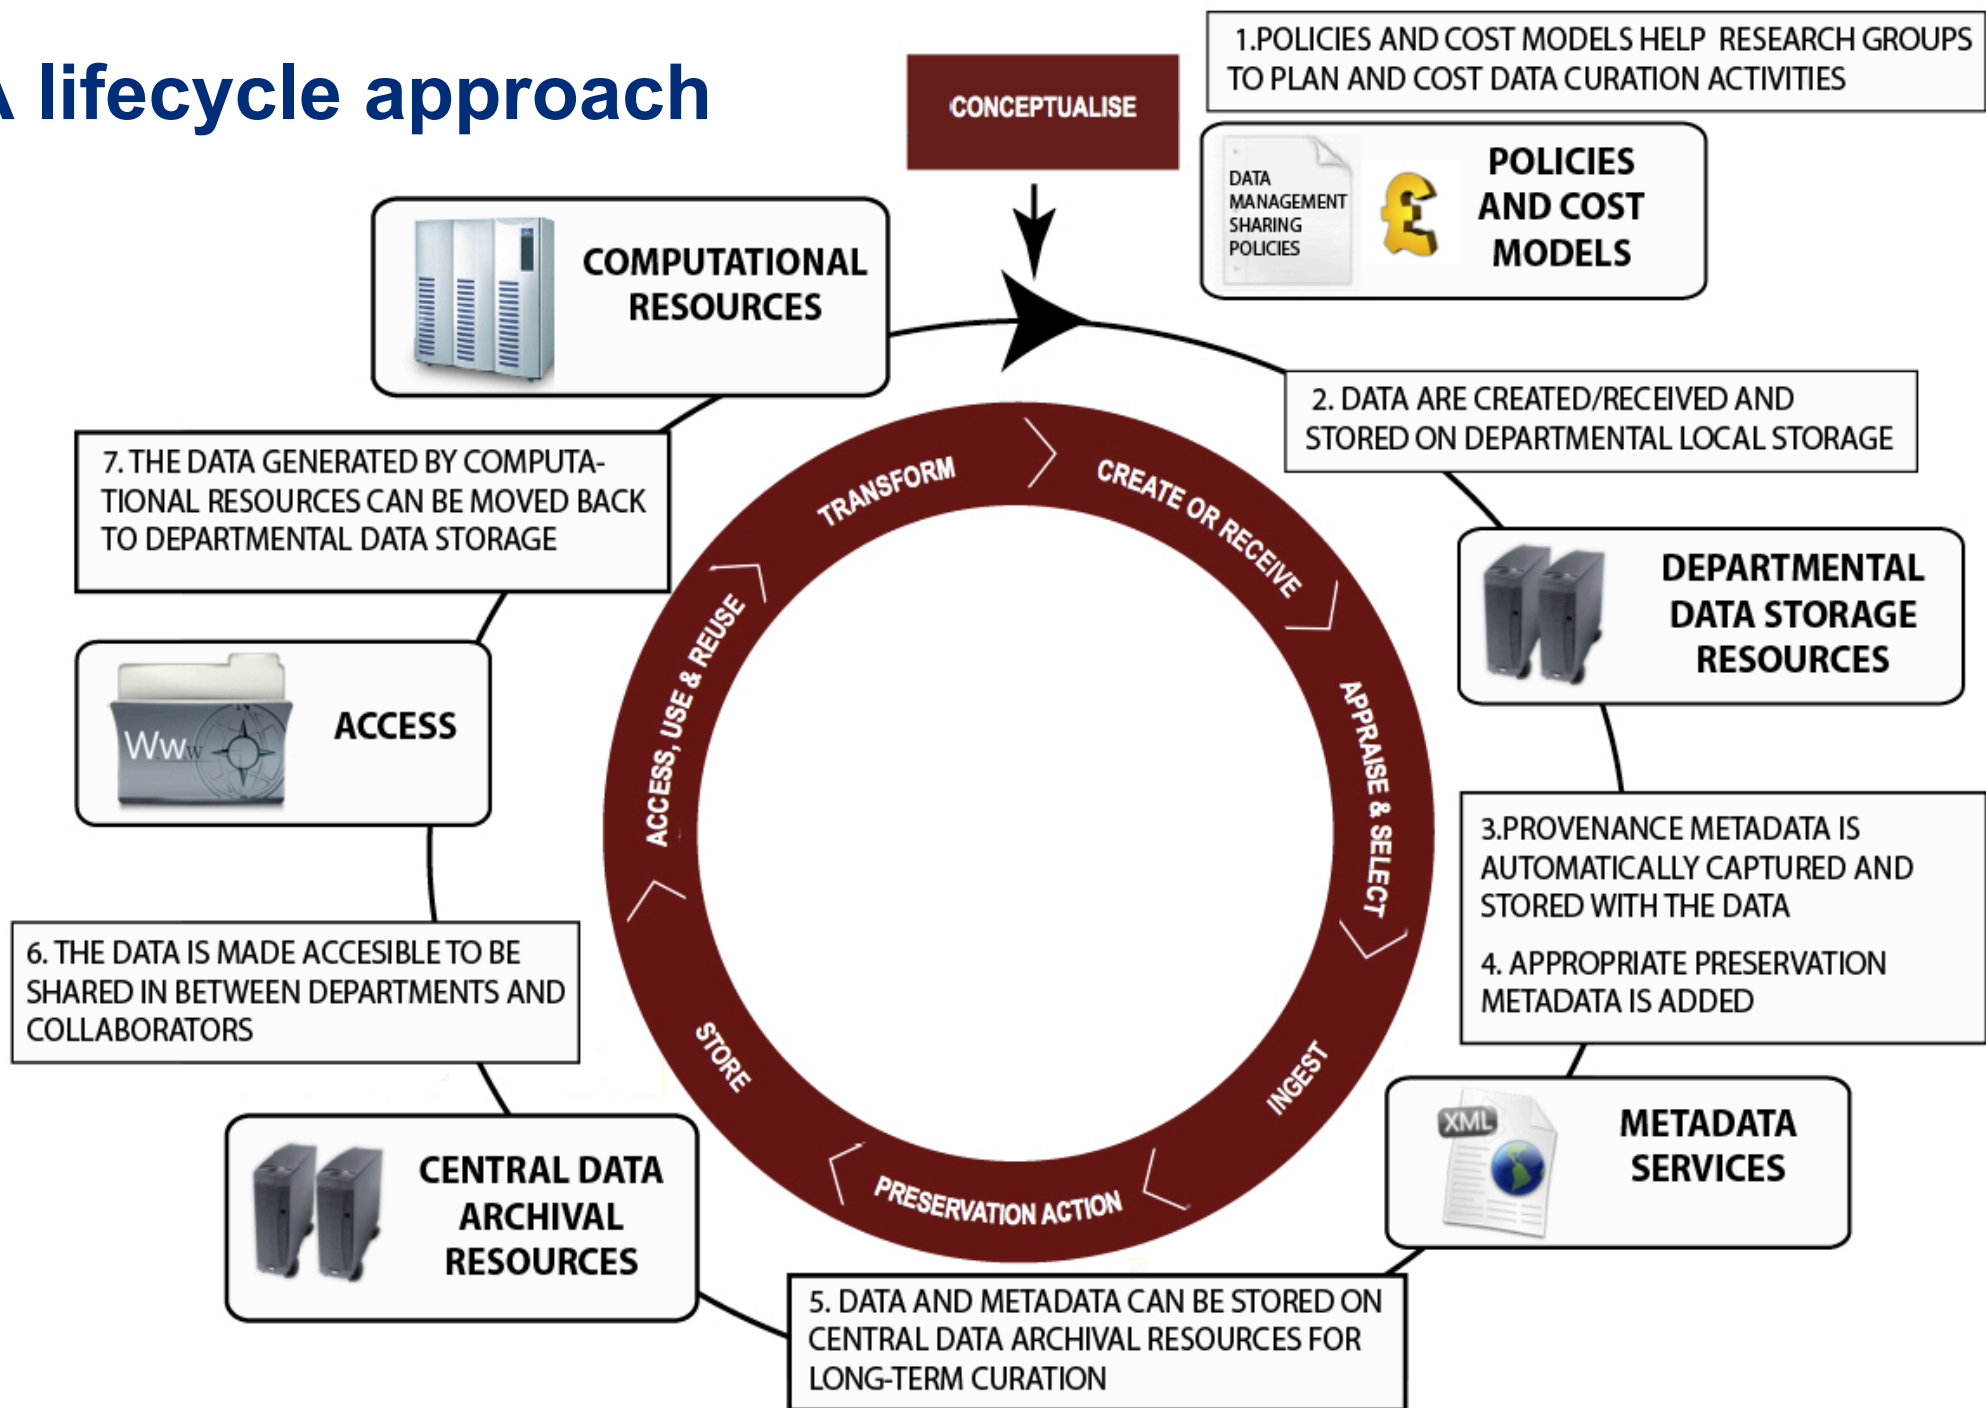 A lifecycle approach
CONCEPTUALISE
1.POLICIES AND COST MODELS HELP RESEARCH GROUPS
TO PLAN AND COST DATA CURATION ACTIVITIES
DATA
MANAGEMENT
SHARING
POLICIES
£
POLICIES
AND COST
MODELS
COMPUTATIONAL
RESOURCES
2. DATA ARE CREATED/RECEIVED AND
STORED ON DEPARTMENTAL LOCAL STORAGE
7. THE DATA GENERATED BY COMPUTA-
TIONAL RESOURCES CAN BE MOVED BACK
TO DEPARTMENTAL DATA STORAGE
TRANSFORM
CREATE OR RECEIVE
DEPARTMENTAL
DATA STORAGE
RESOURCES
ACCESS, USE & REUSE
APPRAISE & SELECT
W.w.w
ACCESS
3.PROVENANCE METADATA IS
AUTOMATICALLY CAPTURED AND
STORED WITH THE DATA
4. APPROPRIATE PRESERVATION
METADATA IS ADDED
6. THE DATA IS MADE ACCESIBLE TO BE
SHARED IN BETWEEN DEPARTMENTS AND
COLLABORATORS
STORE
INGEST
XML
METADATA
SERVICES
PRESERVATION ACTION
CENTRAL DATA
ARCHIVAL
RESOURCES
5. DATA AND METADATA CAN BE STORED ON
CENTRAL DATA ARCHIVAL RESOURCES FOR
LONG-TERM CURATION